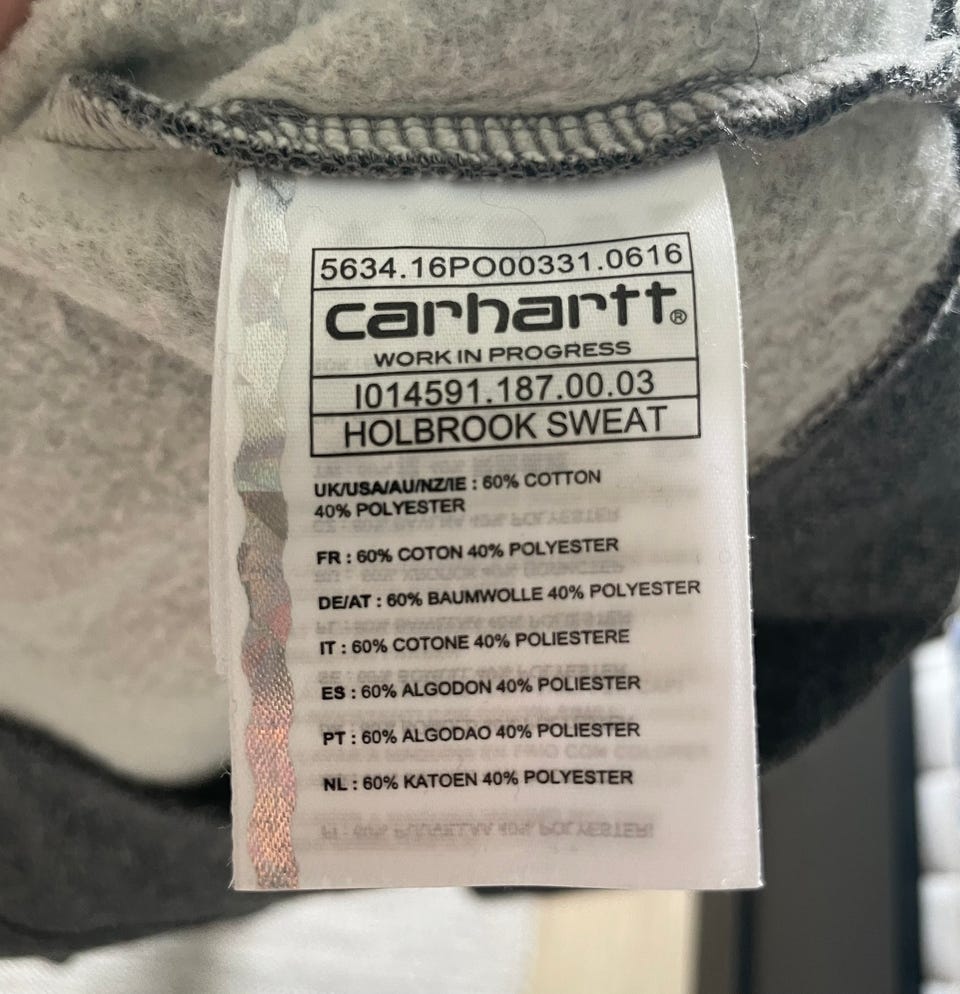 5634.16PO00331.0616
carhartt®
WORK IN PROGRESS
I014591.187.00.03
HOLBROOK SWEAT
UK/USA/AU/NZ/IE : 60% COTTON
40% POLYESTER
FR : 60% COTON 40% POLYESTER
DE/AT : 60% BAUMWOLLE 40% POLYESTER
IT : 60% COTONE 40% POLIESTERE
ES : 60% ALGODON 40% POLIESTER
PT : 60% ALGODAO 40% POLIESTER
NL : 60% KATOEN 40% POLYESTER